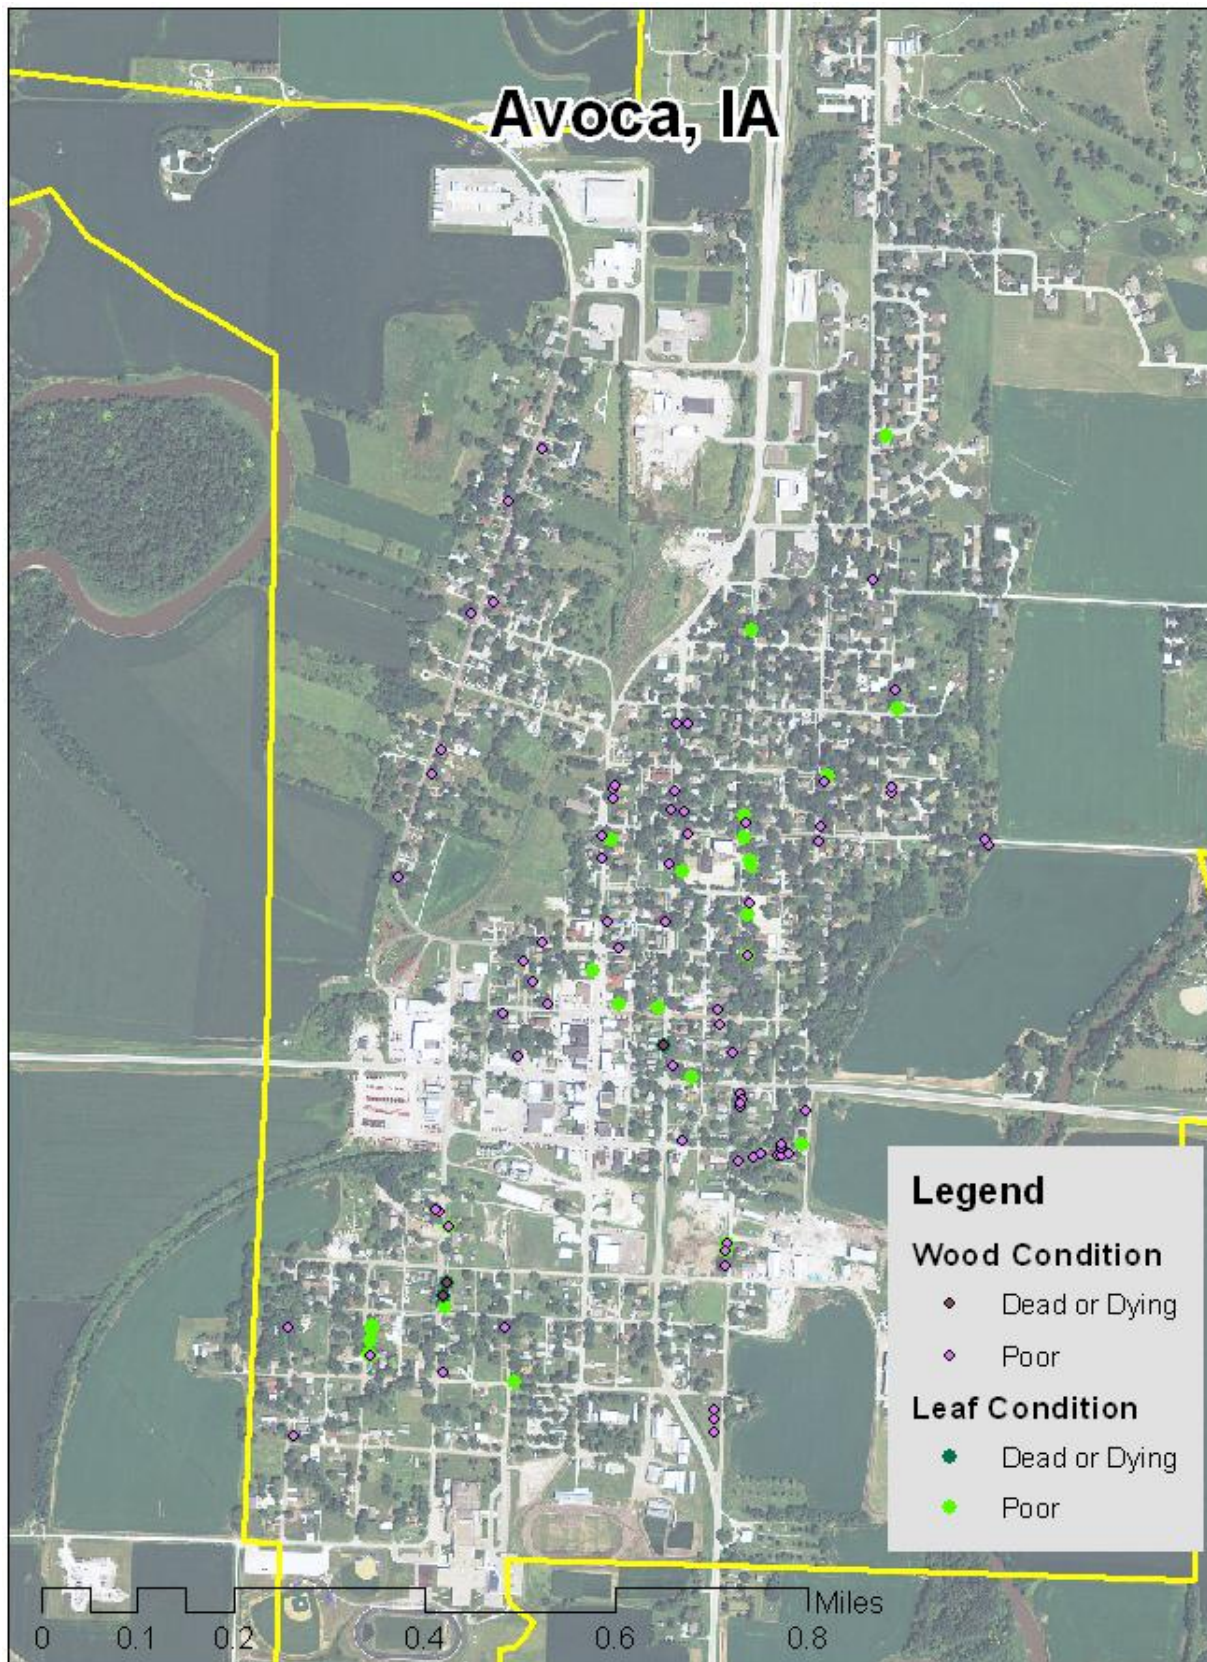 Avoca, IA
Legend
Wood Condition
Dead or Dying
Poor
Leaf Condition
Dead or Dying
Poor
Miles
0 0.1 0.2 0.4 0.6 0.8